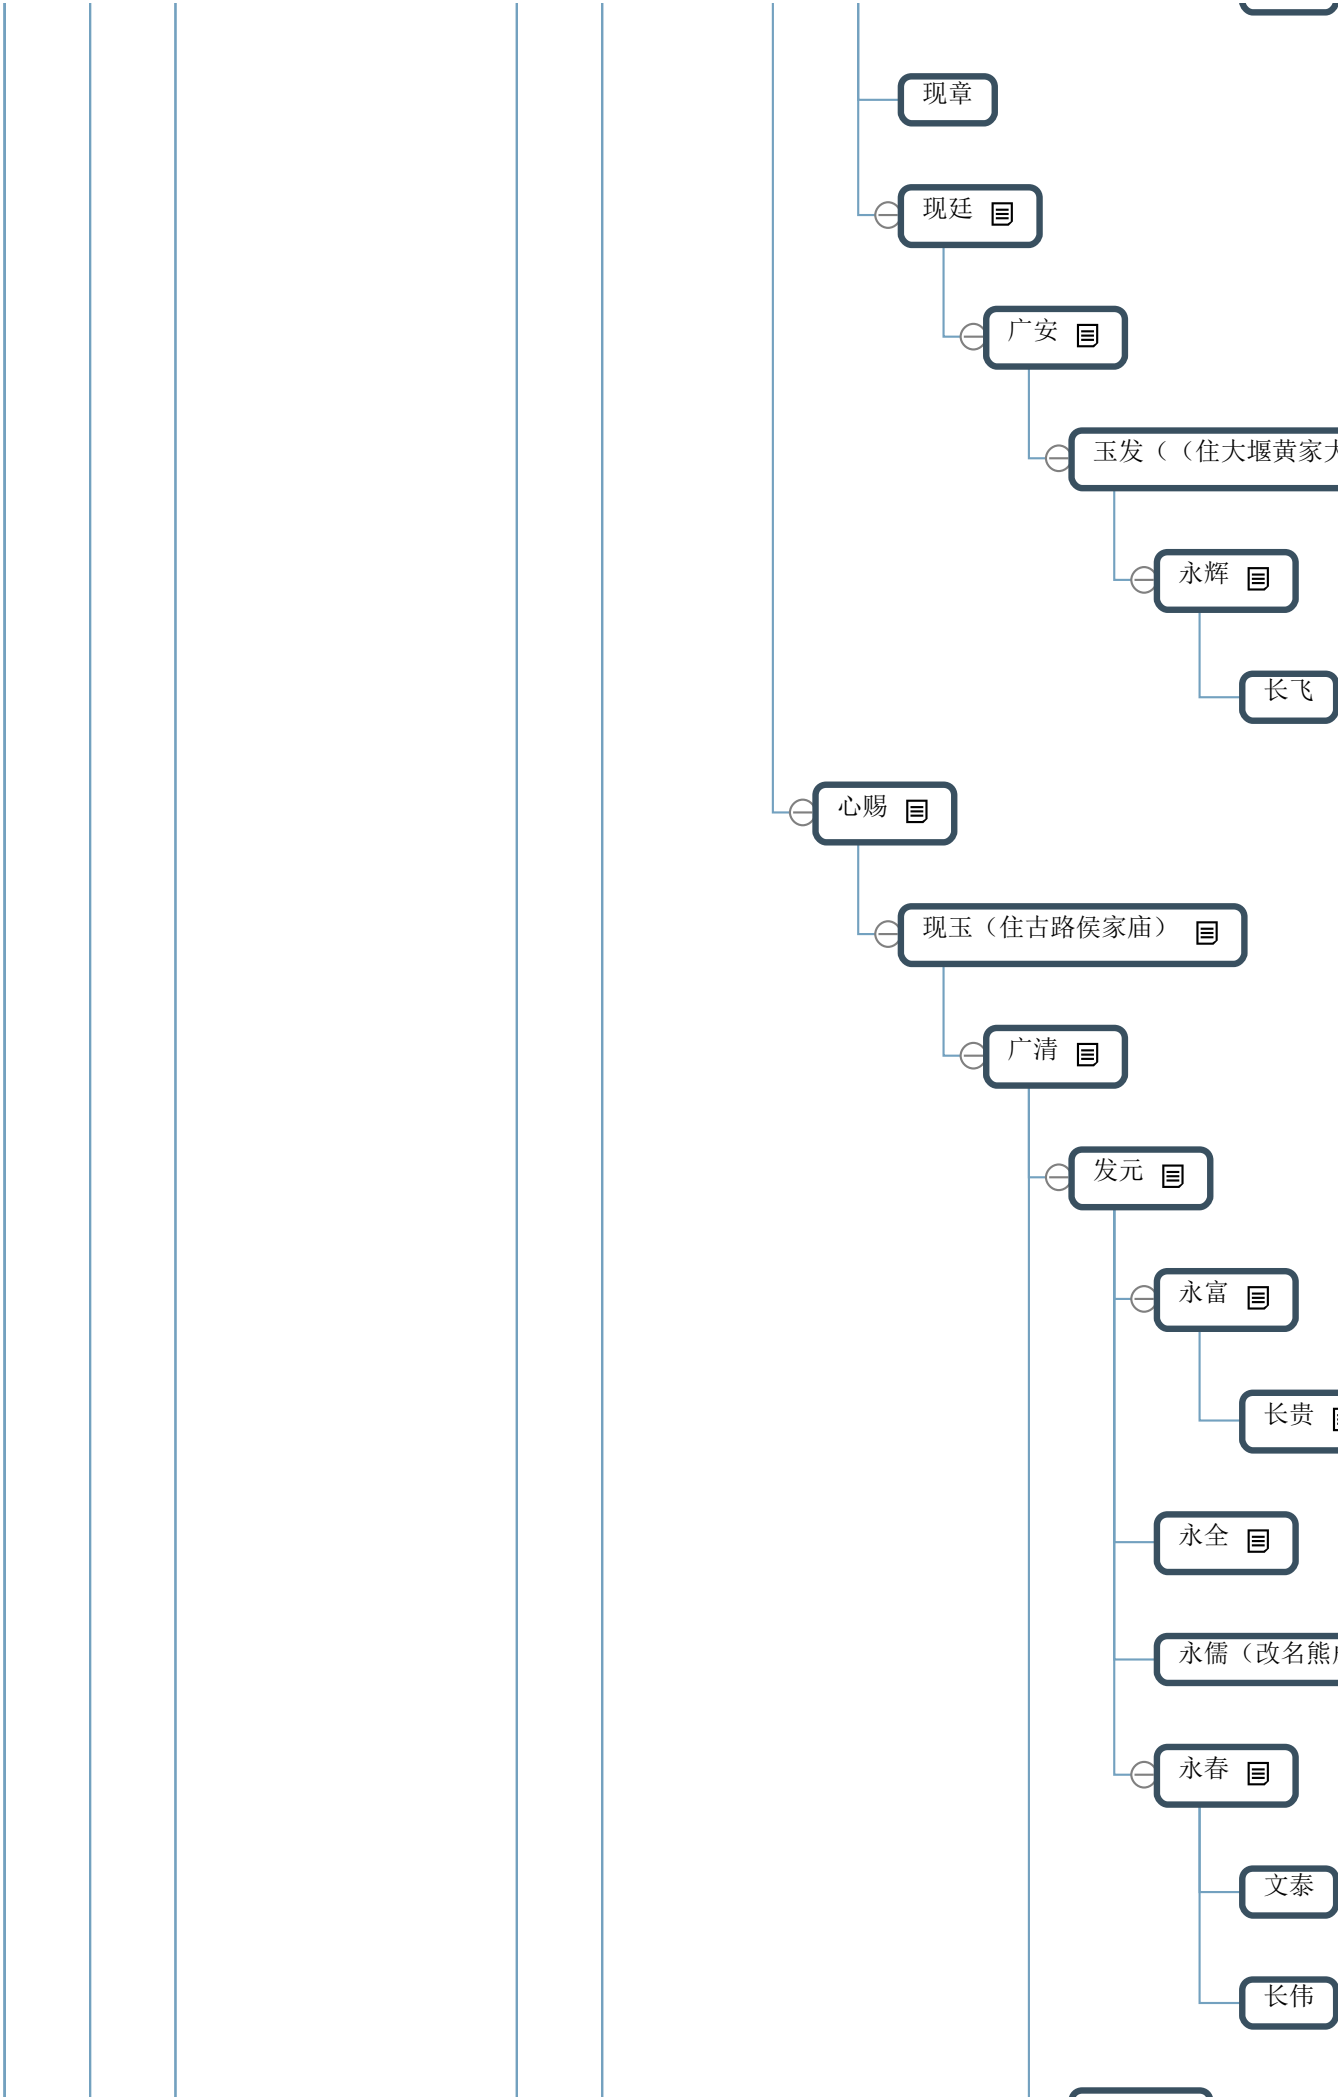 现章
现廷
广安
玉发（（住大堰黄家
永辉
长飞
心赐
现玉（住古路侯家庙）
广清
发元
永富
长贵
永全
永儒（改名熊
永春
文泰
长伟